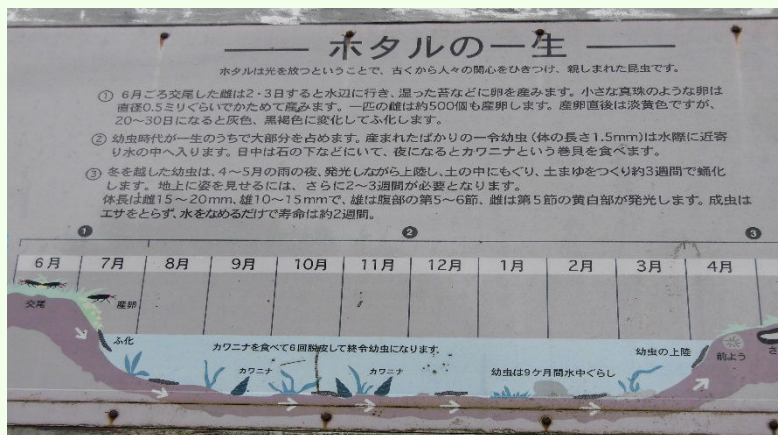 ホタルの一生
ホタルは光を放つということで、古くから人々の関心をひきつけ、親しまれた昆虫です。
① 6月ごろ交尾した雌は2・3日すると水辺に行き、湿った苔などに卵を産みます。小さな真珠のような卵は
直径0.5ミリぐらいでかためて産みます。一匹の雌は約500個も産卵します。産卵直後は淡黄色ですが、
20〜30日になると灰色、黒褐色に変化してふ化します。
② 幼虫時代が一生のうちで大部分を占めます。産まれたばかりの一令幼虫(体の長さ1.5mm)は水際に近寄
り水の中へ入ります。日中は石の下などにいて、夜になるとカワニナという巻貝を食べます。
③ 冬を越した幼虫は、4〜5月の雨の夜、発光しながら上陸し、土の中にもぐり、土まゆをつくり約3週間で蛹化
します。地上に姿を見せるには、さらに2〜3週間が必要となります。
体長は雌15〜20mm、雄10〜15mmで、雄は腹部の第5〜6節、雌は第5節の黄白部が発光します。成虫は
エサをとらず、水をなめるだけで寿命は約2週間。
① ② ③
6月 7月 8月 9月 10月 11月 12月 1月 2月 3月 4月
交尾 産卵
ふ化
カワニナを食べて6回脱皮して終令幼虫になります
幼虫の上陸
前よう
さ
カワニナ カワニナ
幼虫は9ケ月間水中ぐらし